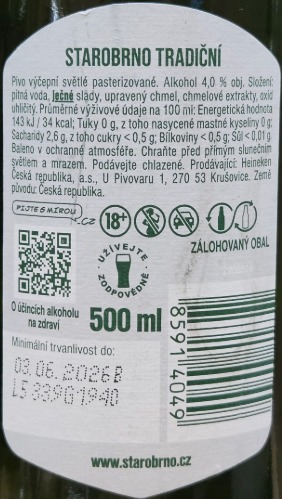 STAROBRNO TRADIČNÍ
Pivo výčepní světlé pasterizované. Alkohol 4,0 % obj. Složení:
pitná voda, ječné slady, upravený chmel, chmelové extrakty, oxid
uhličitý. Průměrné výživové údaje na 100 ml: Energetická hodnota
143 kJ / 34 kcal; Tuky 0 g, z toho nasycené mastné kyseliny 0 g;
Sacharidy 2,6 g, z toho cukry < 0,5 g; Bílkoviny < 0,5 g; Sůl < 0,01 g.
Baleno v ochranné atmosféře. Chraňte před přímým slunečním
světlem a mrazem. Podávejte chlazené. Prodávající: Heineken
Česká republika, a.s., U Pivovaru 1, 270 53 Krušovice. Země
původu: Česká republika.
PIJTE S MÍROU
.CZ
18+
ZÁLOHOVANÝ OBAL
UŽÍVEJTE
ZODPOVĚDNĚ
O účincích alkoholu
na zdraví
500 ml
85914049
Minimální trvanlivost do:
03.06.2026B
L5339G1940
www.starobrno.cz